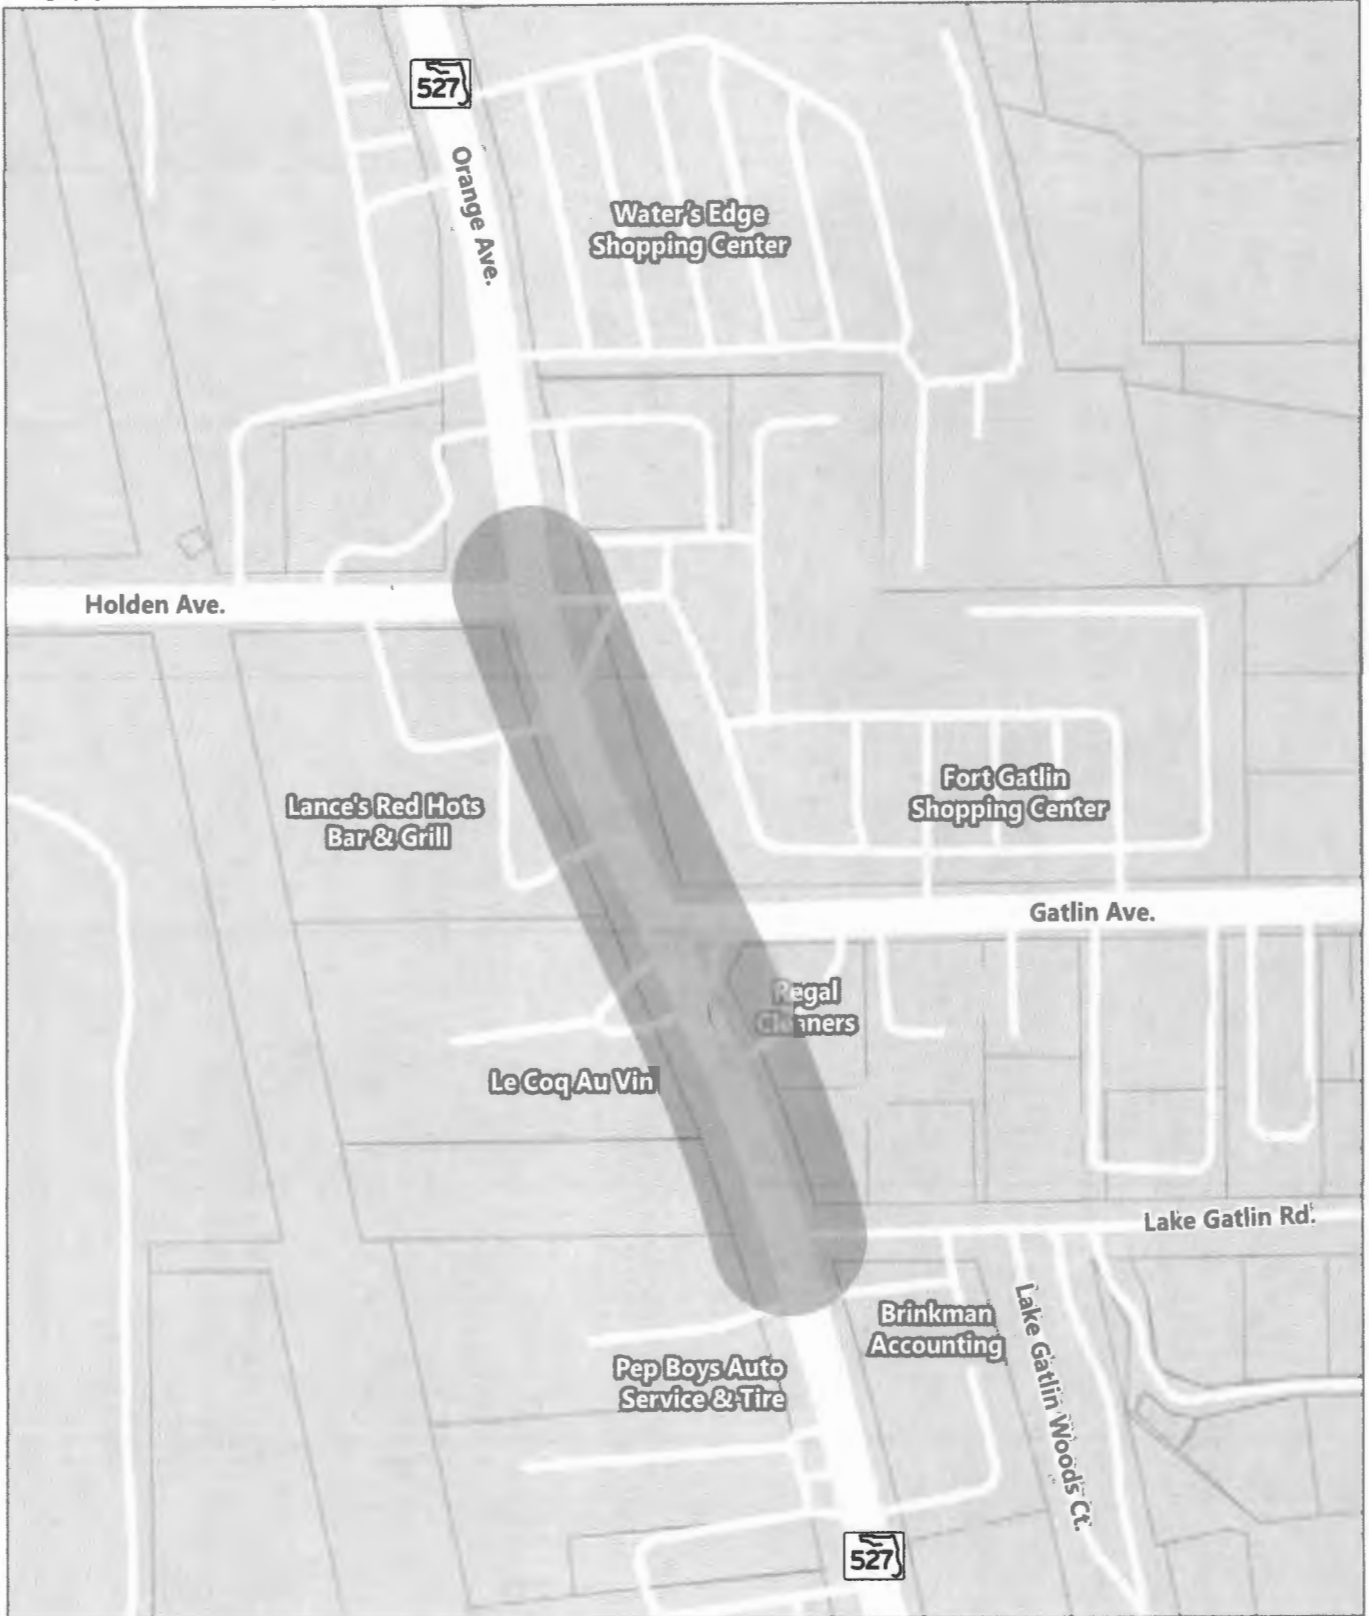 527
Orange Ave.
Water's Edge
Shopping Center
Holden Ave.
Lance's Red Hots
Bar & Grill
Fort Gatlin
Shopping Center
Gatlin Ave.
Regal
Cleaners
Le Coq Au Vin
Lake Gatlin Rd.
Brinkman
Accounting
Lake Gatlin Woods Ct.
Pep Boys Auto
Service & Tire
527